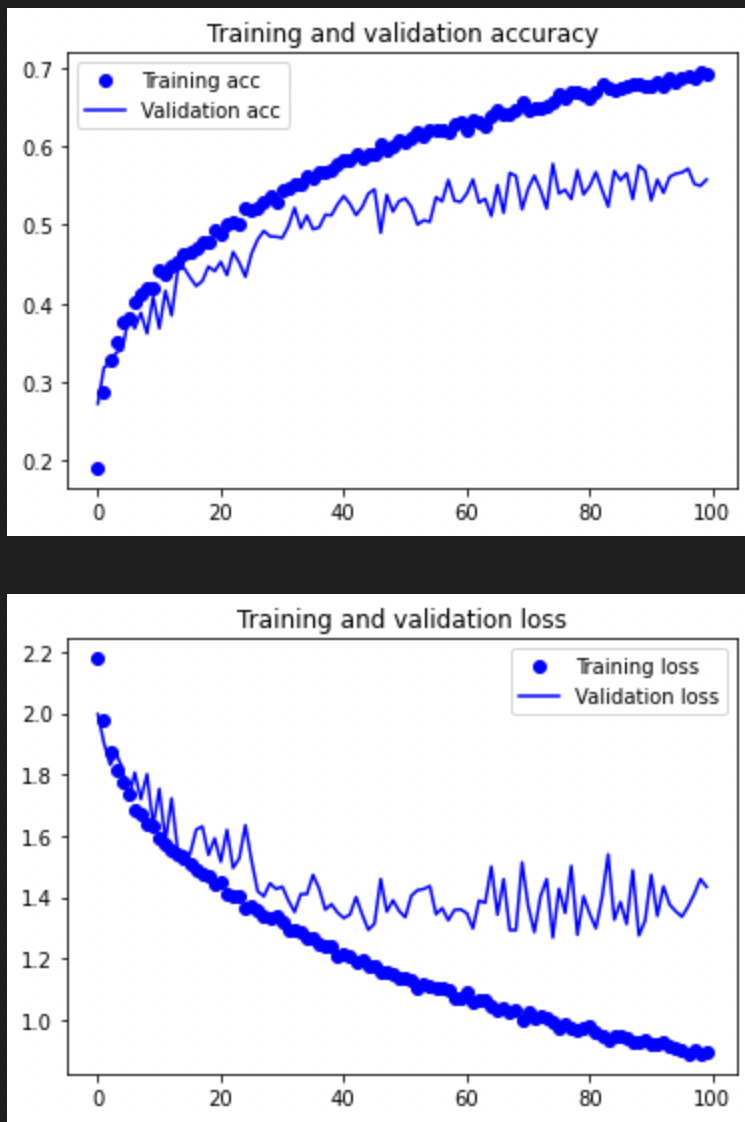 Training and validation accuracy
0.7
0.6
0.5
0.4
0.3
0.2
Training acc
Validation acc
0 20 40 60 80 100
Training and validation loss
2.2
2.0
1.8
1.6
1.4
1.2
1.0
Training loss
Validation loss
0 20 40 60 80 100